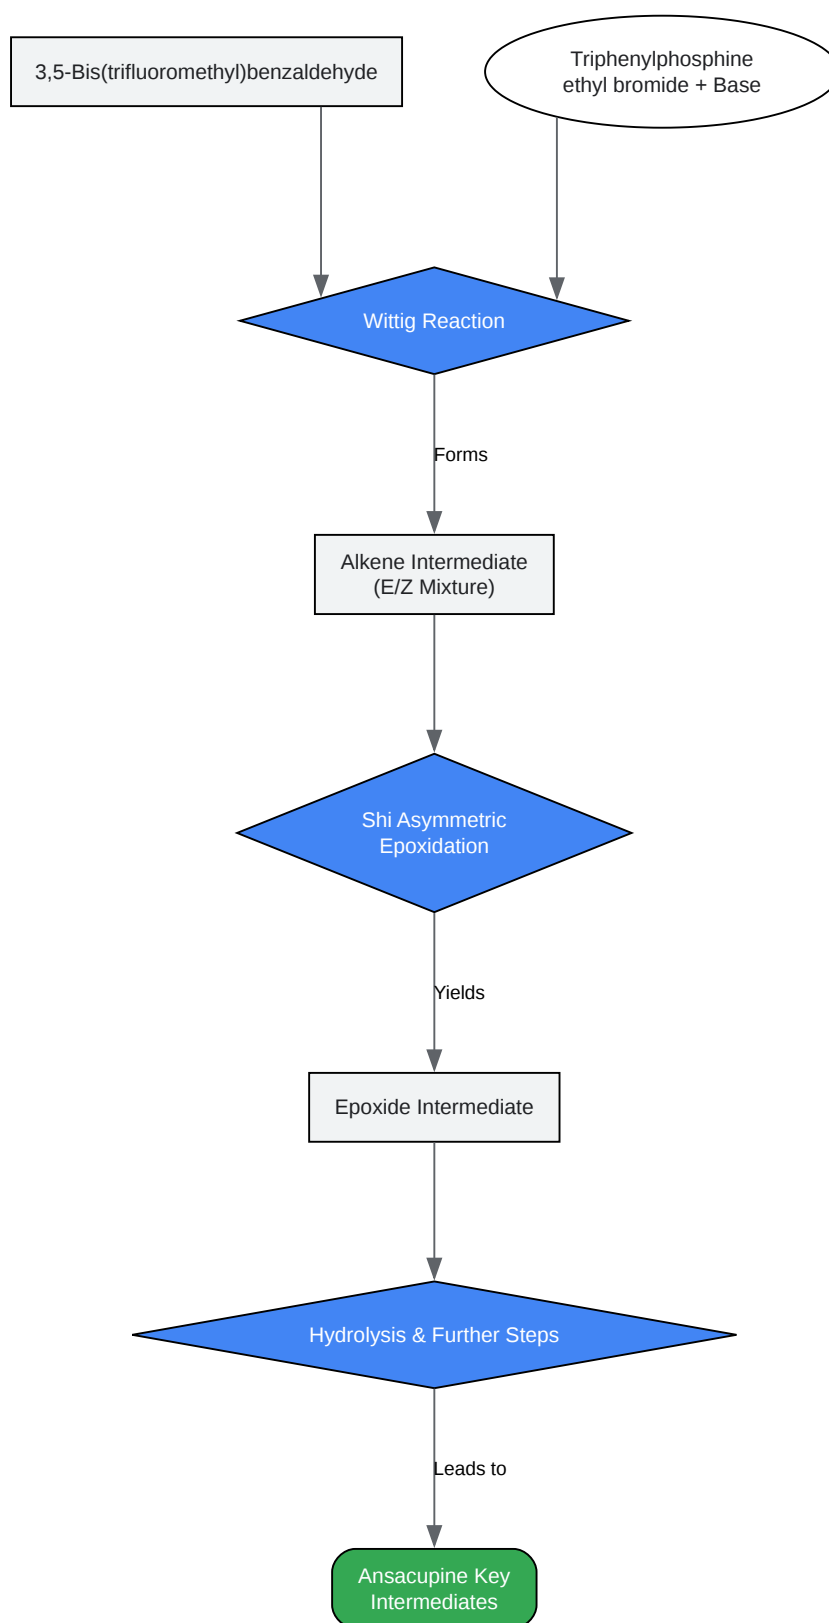 3,5-Bis(trifluoromethyl)benzaldehyde
Triphenylphosphine
ethyl bromide + Base
Wittig Reaction
Forms
Alkene Intermediate
(E/Z Mixture)
Shi Asymmetric
Epoxidation
Yields
Epoxide Intermediate
Hydrolysis & Further Steps
Leads to
Ansacupine Key
Intermediates